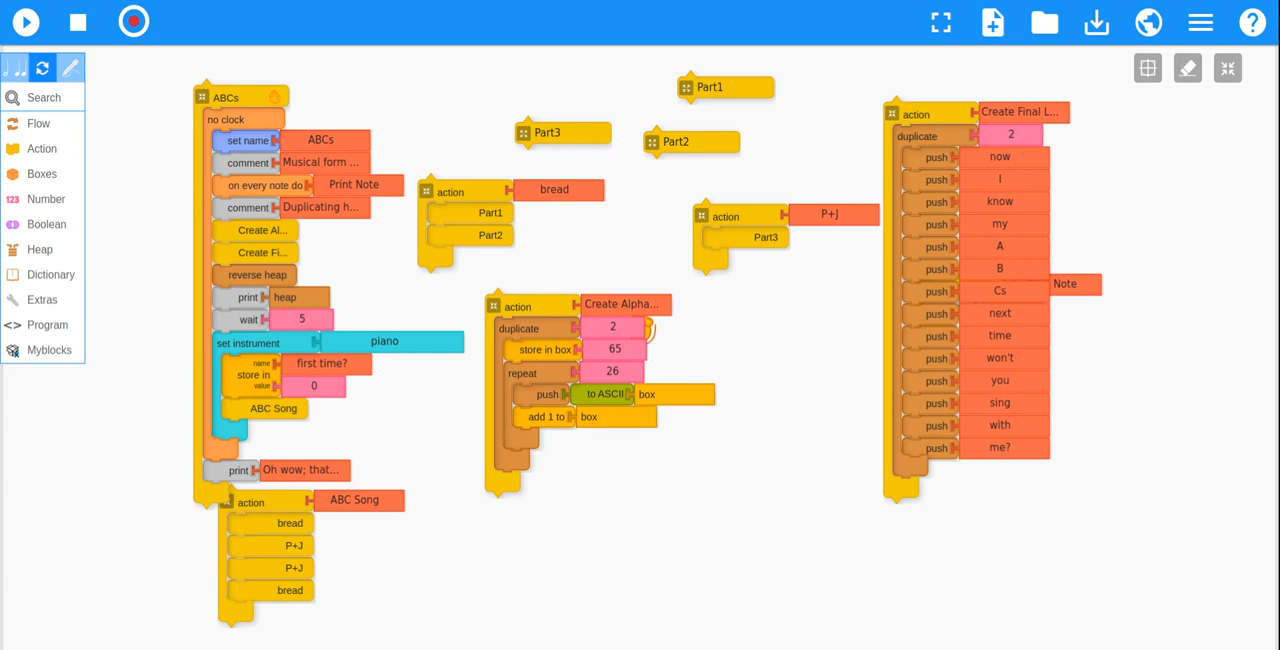 Search
Flow
Action
Boxes
123 Number
Boolean
Heap
Dictionary
Extras
<> Program
Myblocks
ABCs
no clock
set name ABCs
comment Musical form ...
on every note do Print Note
comment Duplicating h...
Create Al...
Create Fi...
reverse heap
print heap
wait 5
set instrument piano
name first time?
store in
value 0
ABC Song
print Oh wow; that...
action ABC Song
bread
P+J
P+J
bread
Part3
Part1
Part2
action bread
Part1
Part2
action P+J
Part3
action Create Alpha...
duplicate 2
store in box 65
repeat 26
push to ASCII box
add 1 to box
action Create Final L...
duplicate 2
push now
push I
push know
push my
push A
push B
push Cs
Note
push next
push time
push won't
push you
push sing
push with
push me?